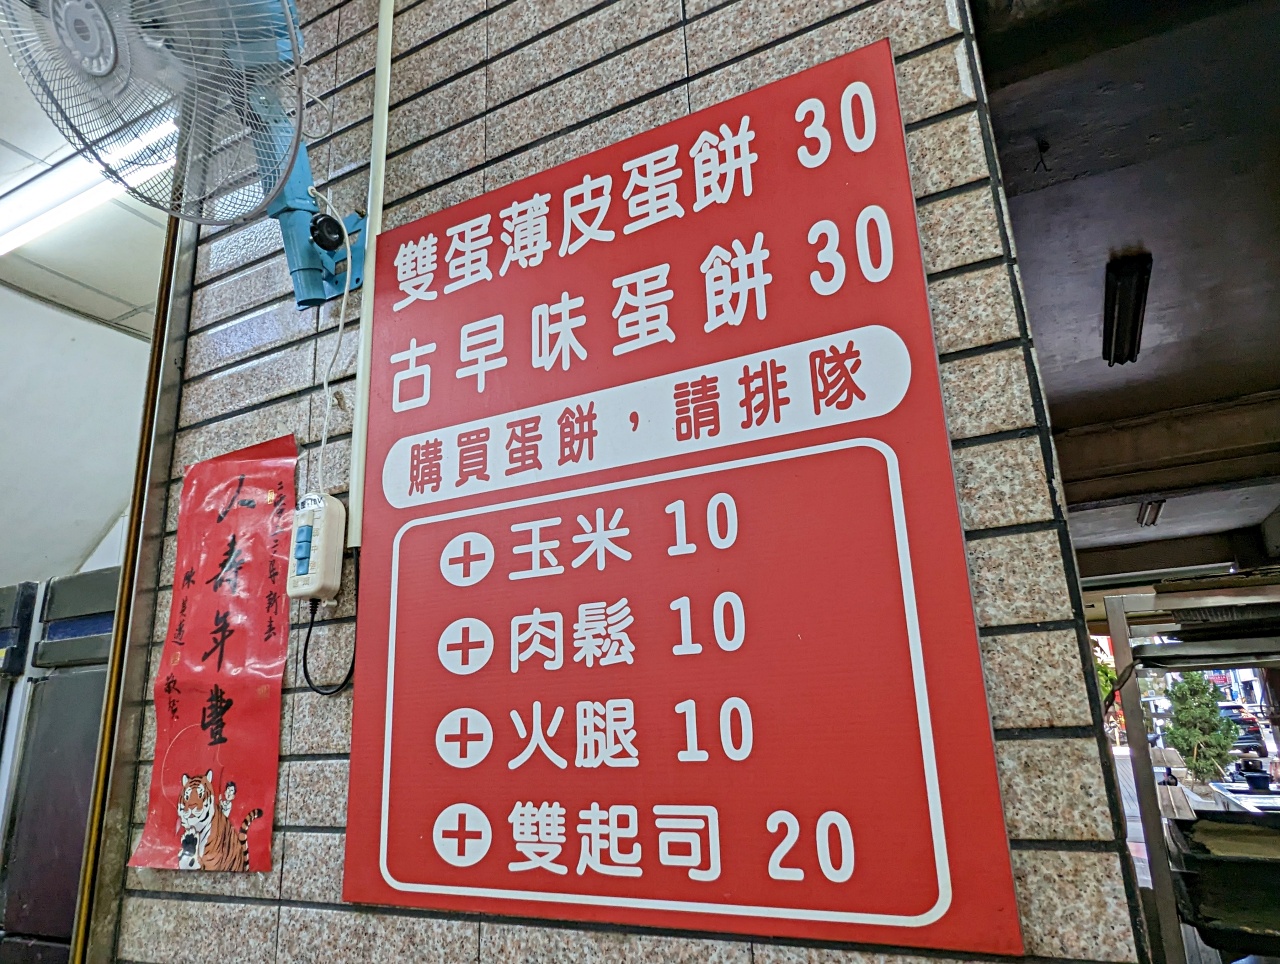 雙蛋薄皮蛋餅 30
古早味蛋餅 30
購買蛋餅，請排隊
+玉米 10
+肉鬆 10
+火腿 10
+雙起司 20
人壽年豐